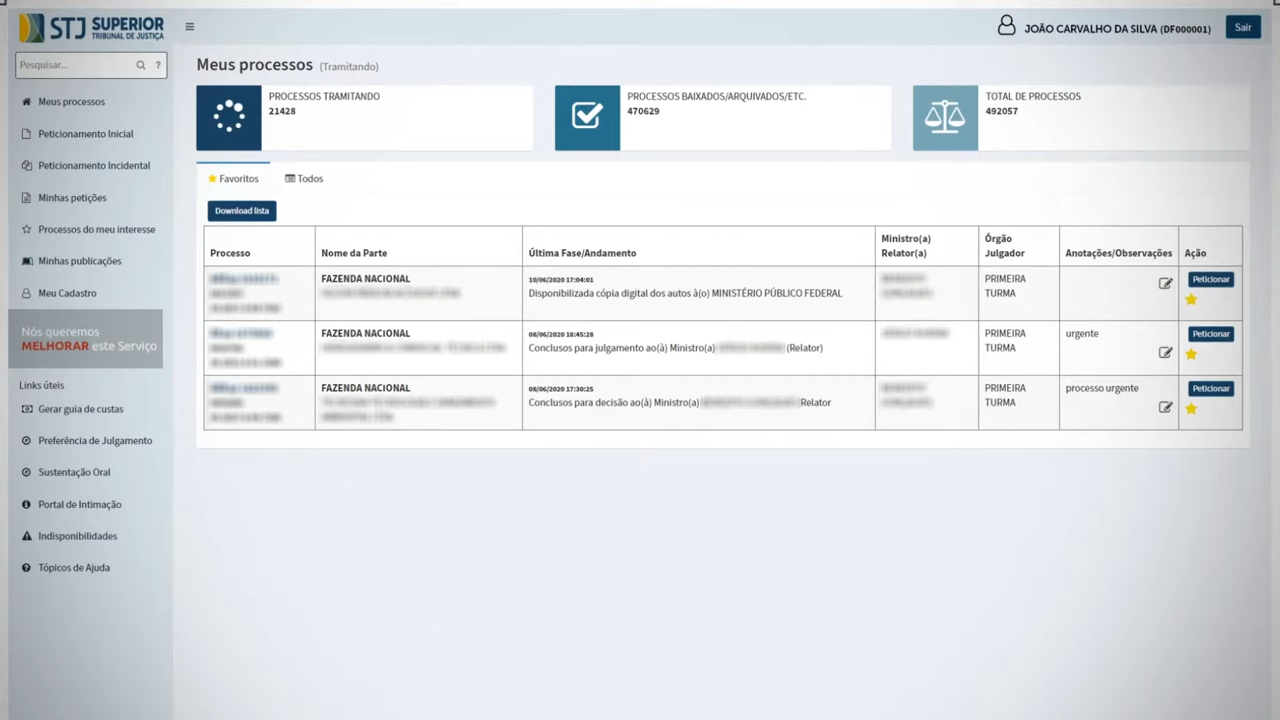 STJ SUPERIOR
TRIBUNAL DE JUSTIÇA
JOÃO CARVALHO DA SILVA (DF000001)
Sair
Pesquisar...
?
Meus processos
Peticionamento Inicial
Peticionamento Incidental
Minhas petições
Processos do meu interesse
Minhas publicações
Meu Cadastro
Nós queremos
MELHORAR este Serviço
Links úteis
Gerar guia de custas
Preferência de Julgamento
Sustentação Oral
Portal de Intimação
Indisponibilidades
Tópicos de Ajuda
Meus processos (Tramitando)
PROCESSOS TRAMITANDO
21428
PROCESSOS BAIXADOS/ARQUIVADOS/ETC.
470629
TOTAL DE PROCESSOS
492057
Favoritos
Todos
Download lista
Processo
Nome da Parte
Última Fase/Andamento
Ministro(a)
Relator(a)
Órgão
Julgador
Anotações/Observações
Ação
FAZENDA NACIONAL
10/06/2020 17:04:01
Disponibilizada cópia digital dos autos à(o) MINISTÉRIO PÚBLICO FEDERAL
PRIMEIRA
TURMA
Peticionar
FAZENDA NACIONAL
08/06/2020 18:45:28
Conclusos para julgamento ao(à) Ministro(a) (Relator)
PRIMEIRA
TURMA
urgente
Peticionar
FAZENDA NACIONAL
08/06/2020 17:30:25
Conclusos para decisão ao(à) Ministro(a) Relator
PRIMEIRA
TURMA
processo urgente
Peticionar